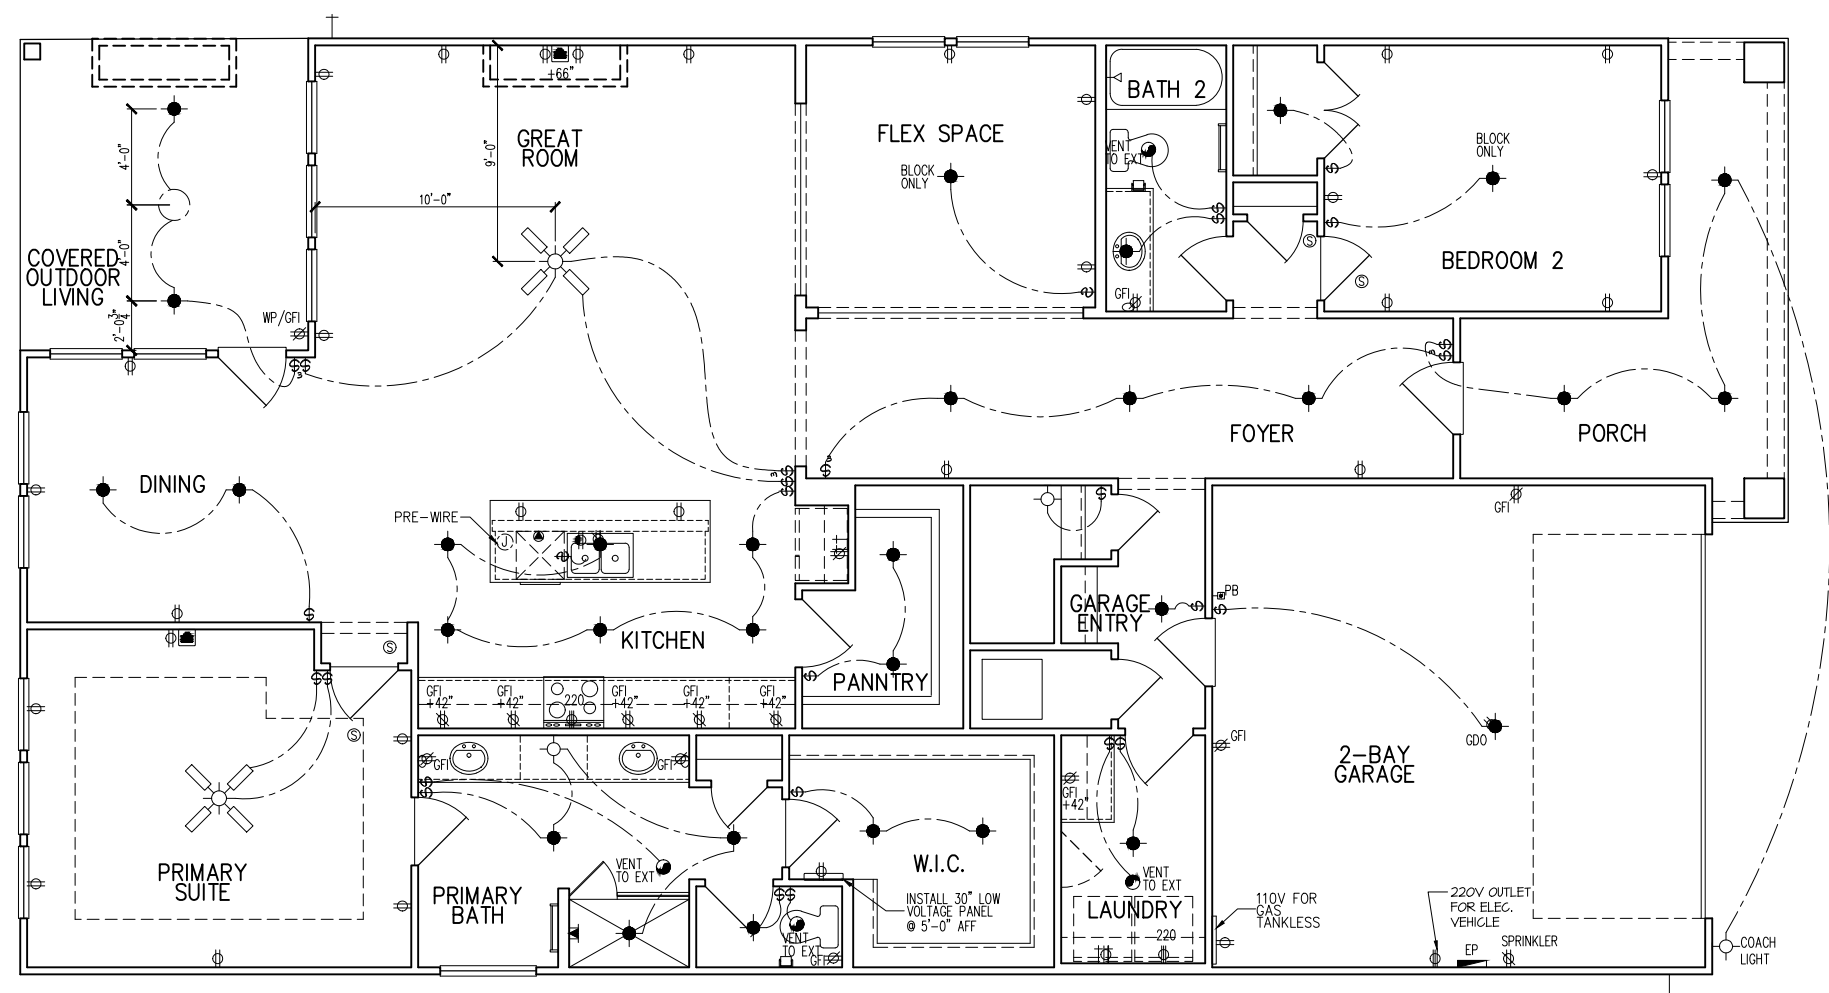 +66"
GREAT
ROOM
9'-0"
10'-0"
4'-0"
4'-0"
COVERED
OUTDOOR
LIVING
WP/GFI
FLEX SPACE
BLOCK
ONLY
BATH 2
VENT
TO EXT
GFI
BLOCK
ONLY
BEDROOM 2
S
S
3
3
3
3
FOYER
PORCH
DINING
PRE-WIRE
J
KITCHEN
PANNTRY
GARAGE
ENTRY
PB
GFI
S
GFI
+42"
GFI
+42"
220
GFI
+42"
GFI
+42"
GFI
+42"
S
GFI
GFI
GFI
GDO
2-BAY
GARAGE
GFI
+42"
PRIMARY
SUITE
PRIMARY
BATH
VENT
TO EXT
W.I.C.
INSTALL 30" LOW
VOLTAGE PANEL
@ 5'-0" AFF
VENT
TO EXT
GFI
VENT
TO EXT
LAUNDRY
220
110V FOR
GAS
TANKLESS
220V OUTLET
FOR ELEC.
VEHICLE
EP
SPRINKLER
COACH
LIGHT